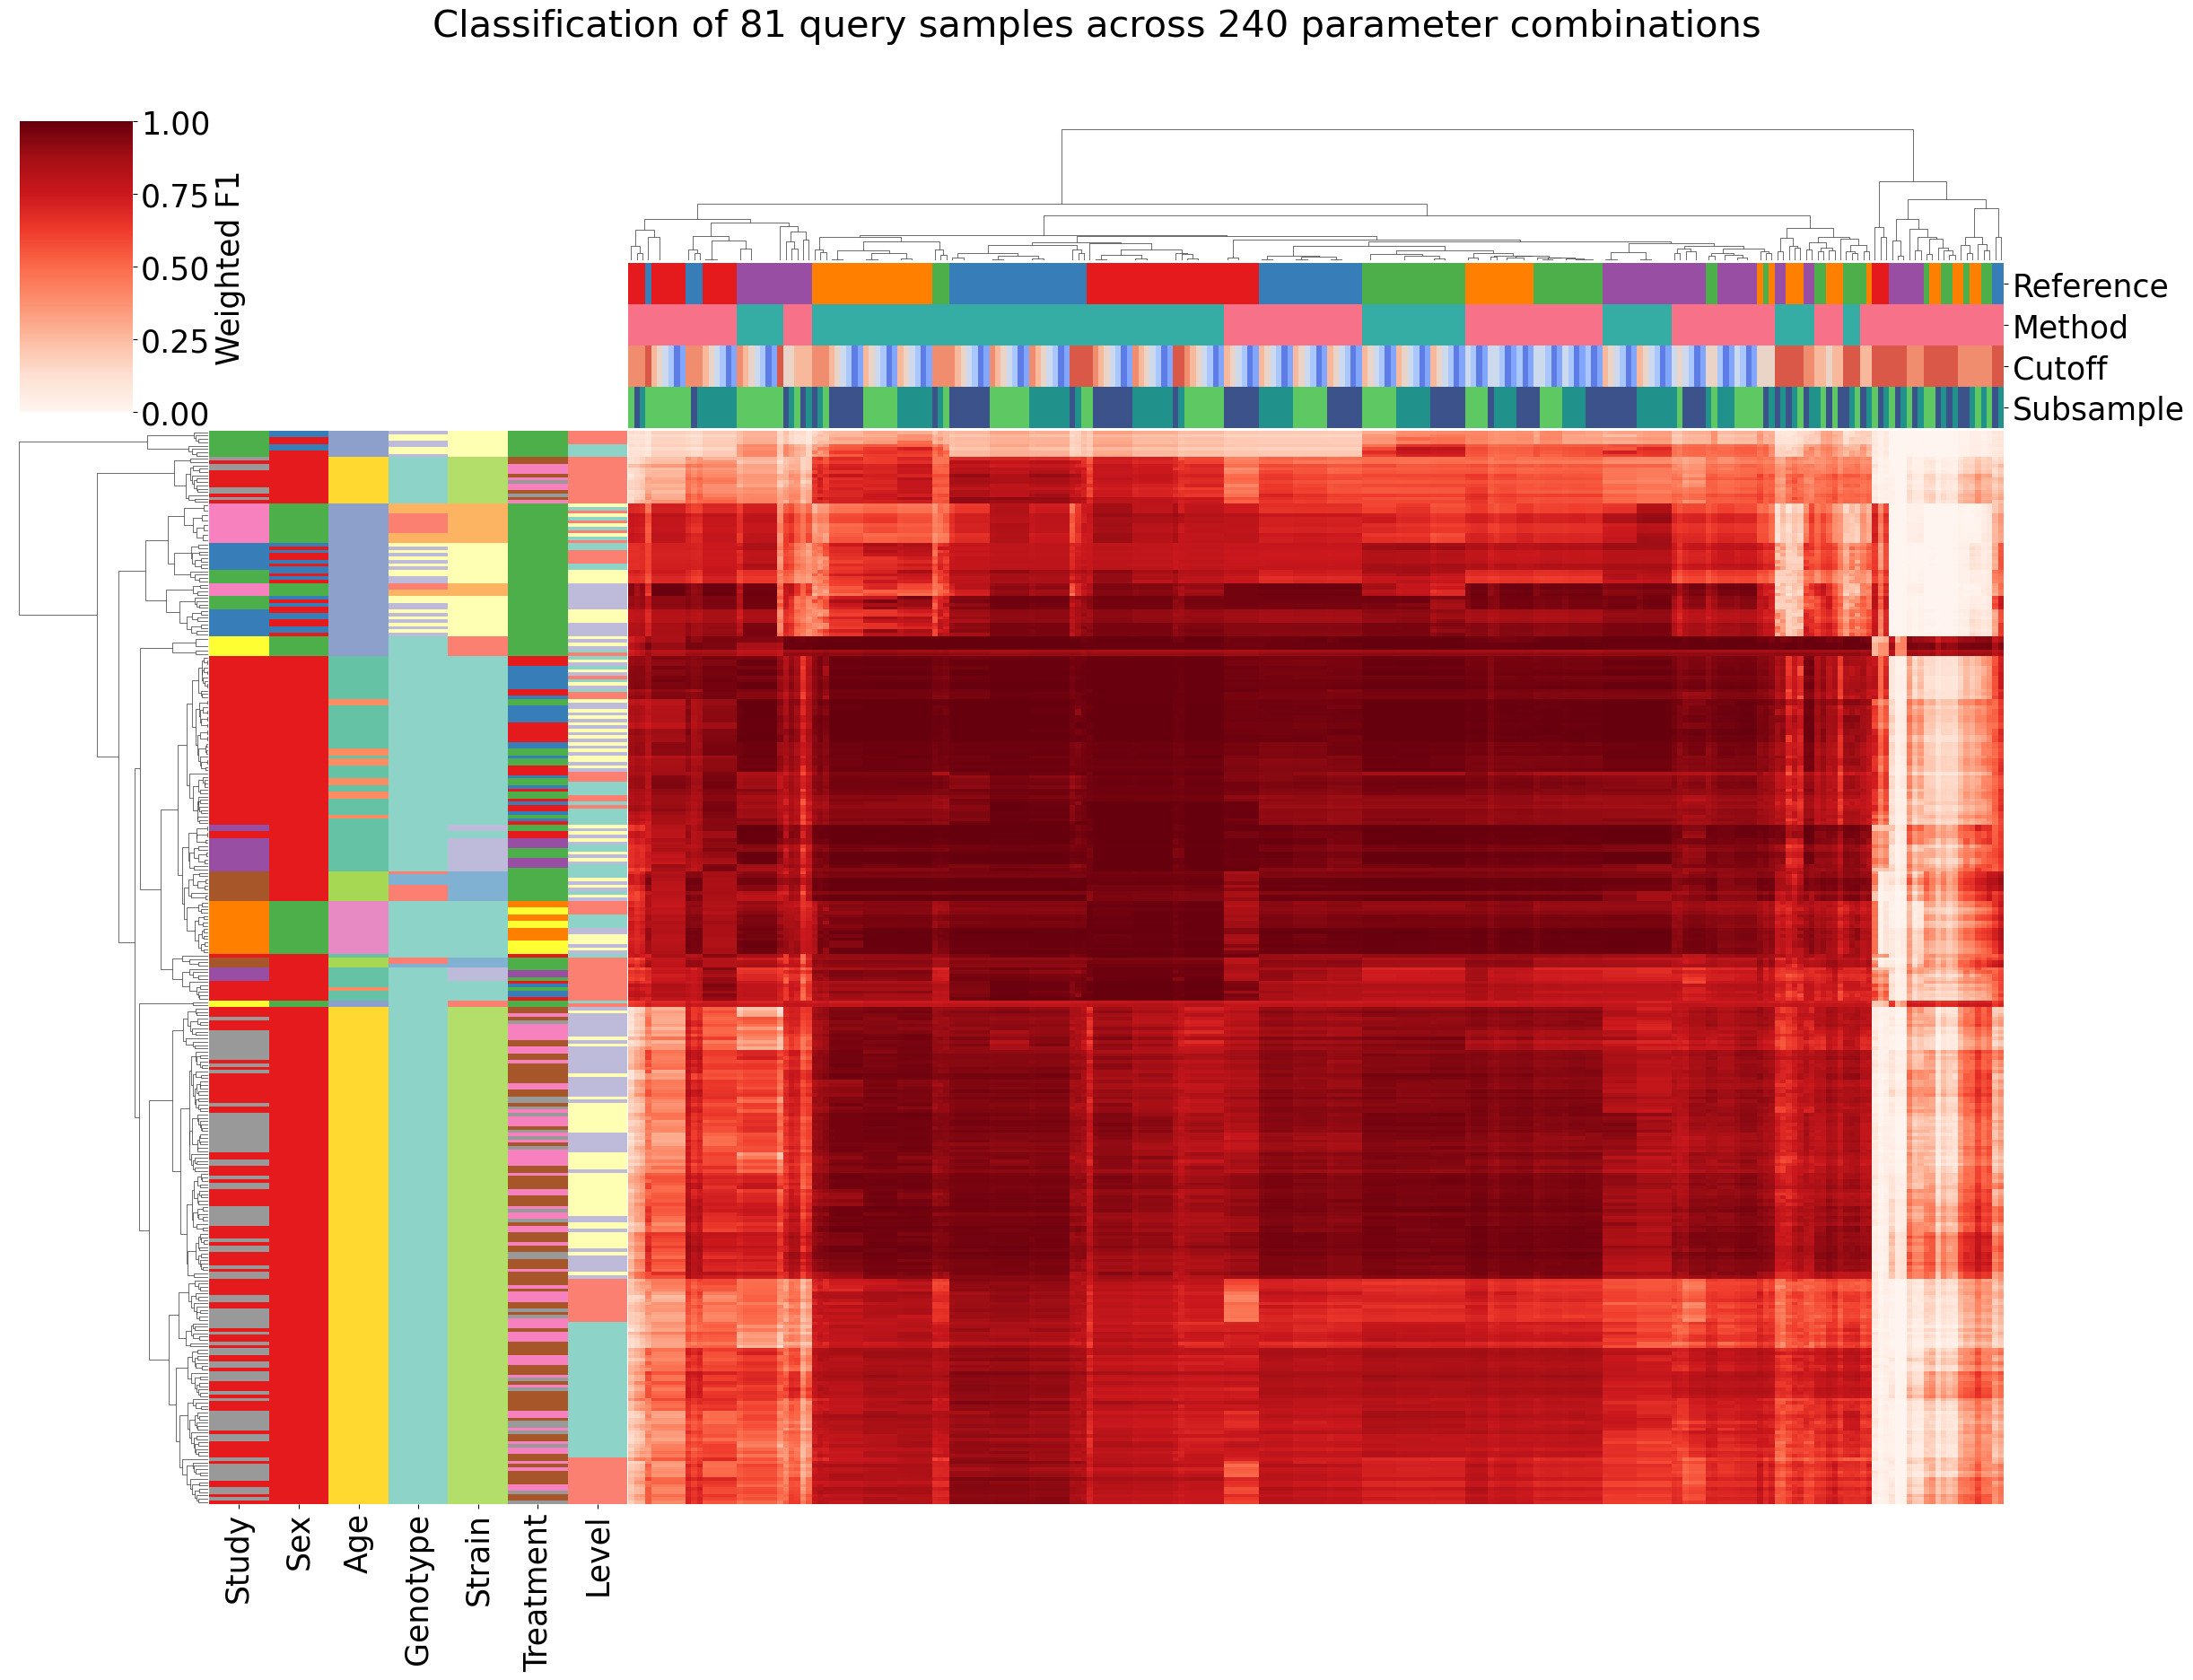 Classification of 81 query samples across 240 parameter combinations
1.00
0.75
0.50
0.25
0.00
Weighted F1
Reference
Method
Cutoff
Subsample
Study
Sex
Age
Genotype
Strain
Treatment
Level